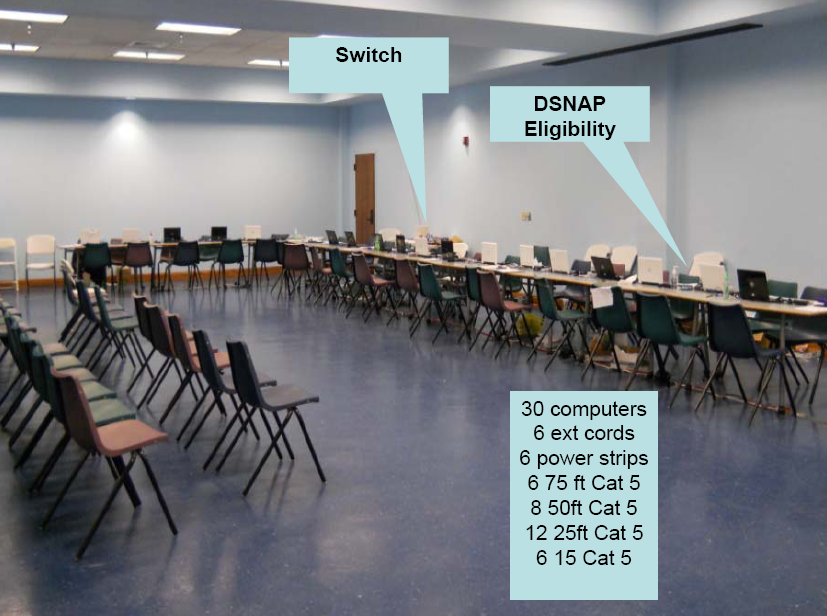 Switch
DSNAP
Eligibility
30 computers
6 ext cords
6 power strips
6 75 ft Cat 5
8 50ft Cat 5
12 25ft Cat 5
6 15 Cat 5